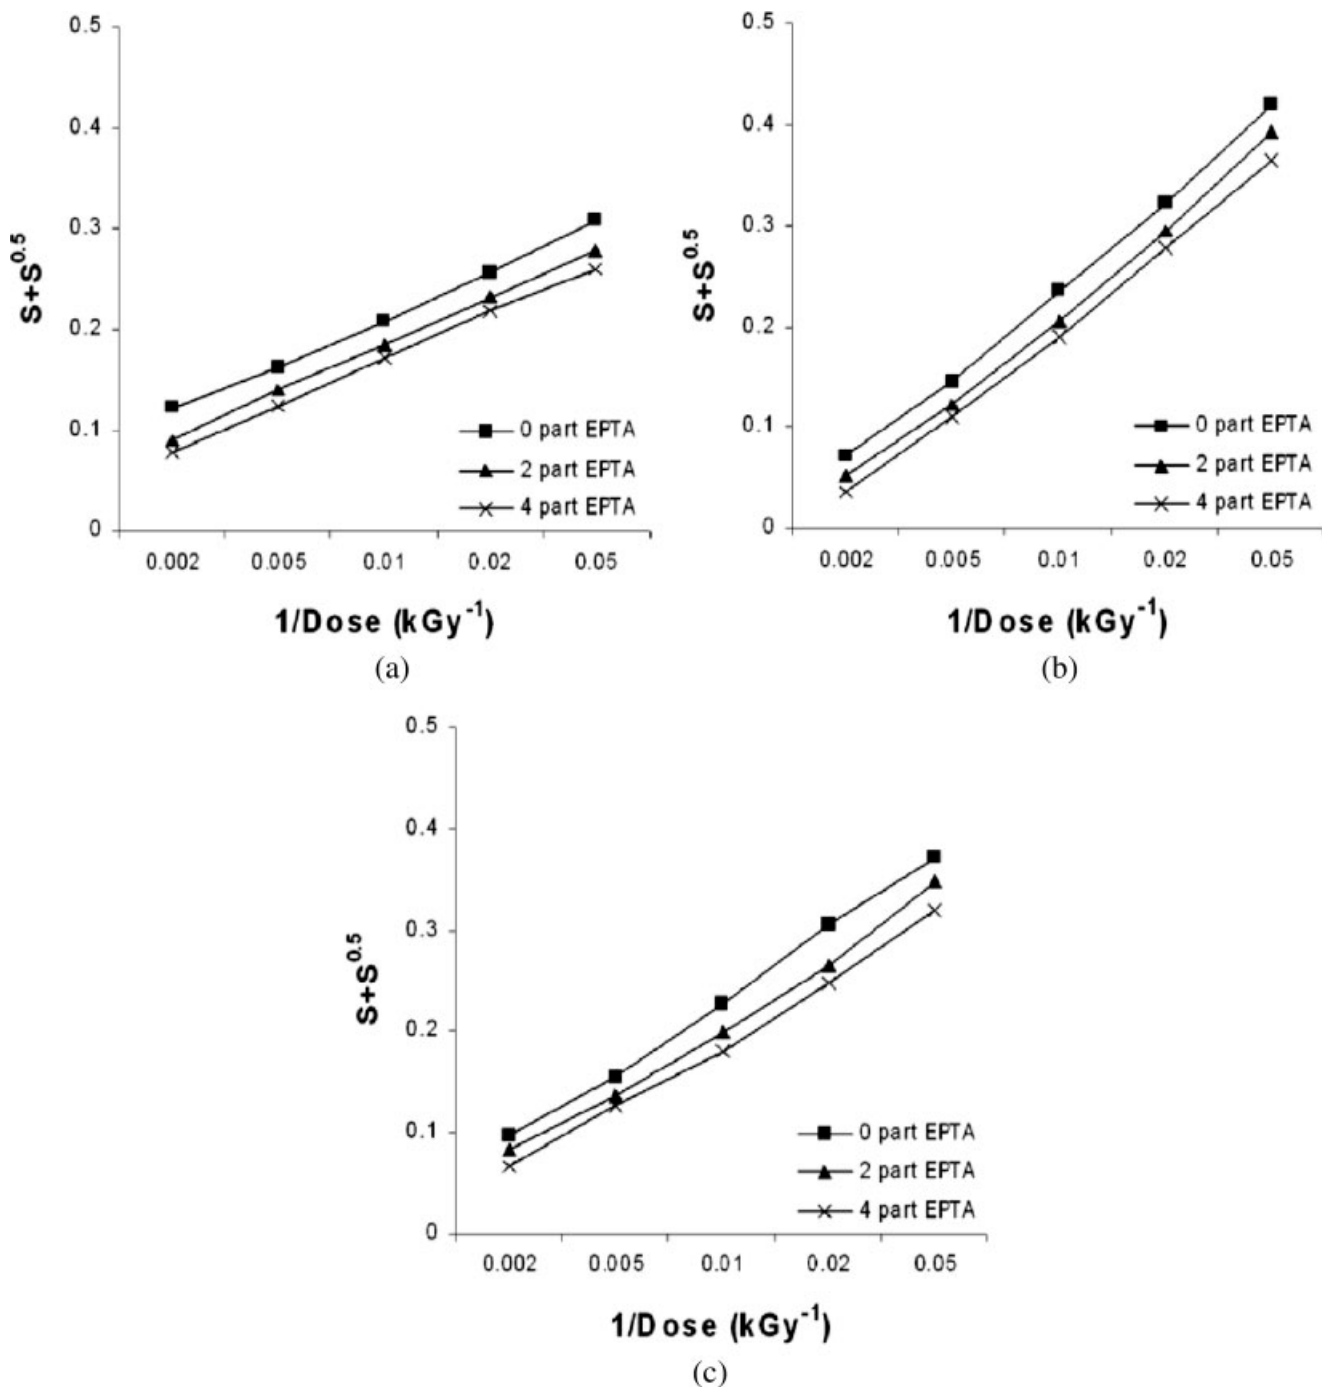 0.5
0.4
0.3
0.2
0.1
0
S+S^0.5
0 part EPTA
2 part EPTA
4 part EPTA
0.002 0.005 0.01 0.02 0.05
1/Dose (kGy^-1)
(a)
0.5
0.4
0.3
0.2
0.1
0
S+S^0.5
0 part EPTA
2 part EPTA
4 part EPTA
0.002 0.005 0.01 0.02 0.05
1/Dose (kGy^-1)
(b)
0.5
0.4
0.3
0.2
0.1
0
S+S^0.5
0 part EPTA
2 part EPTA
4 part EPTA
0.002 0.005 0.01 0.02 0.05
1/Dose (kGy^-1)
(c)